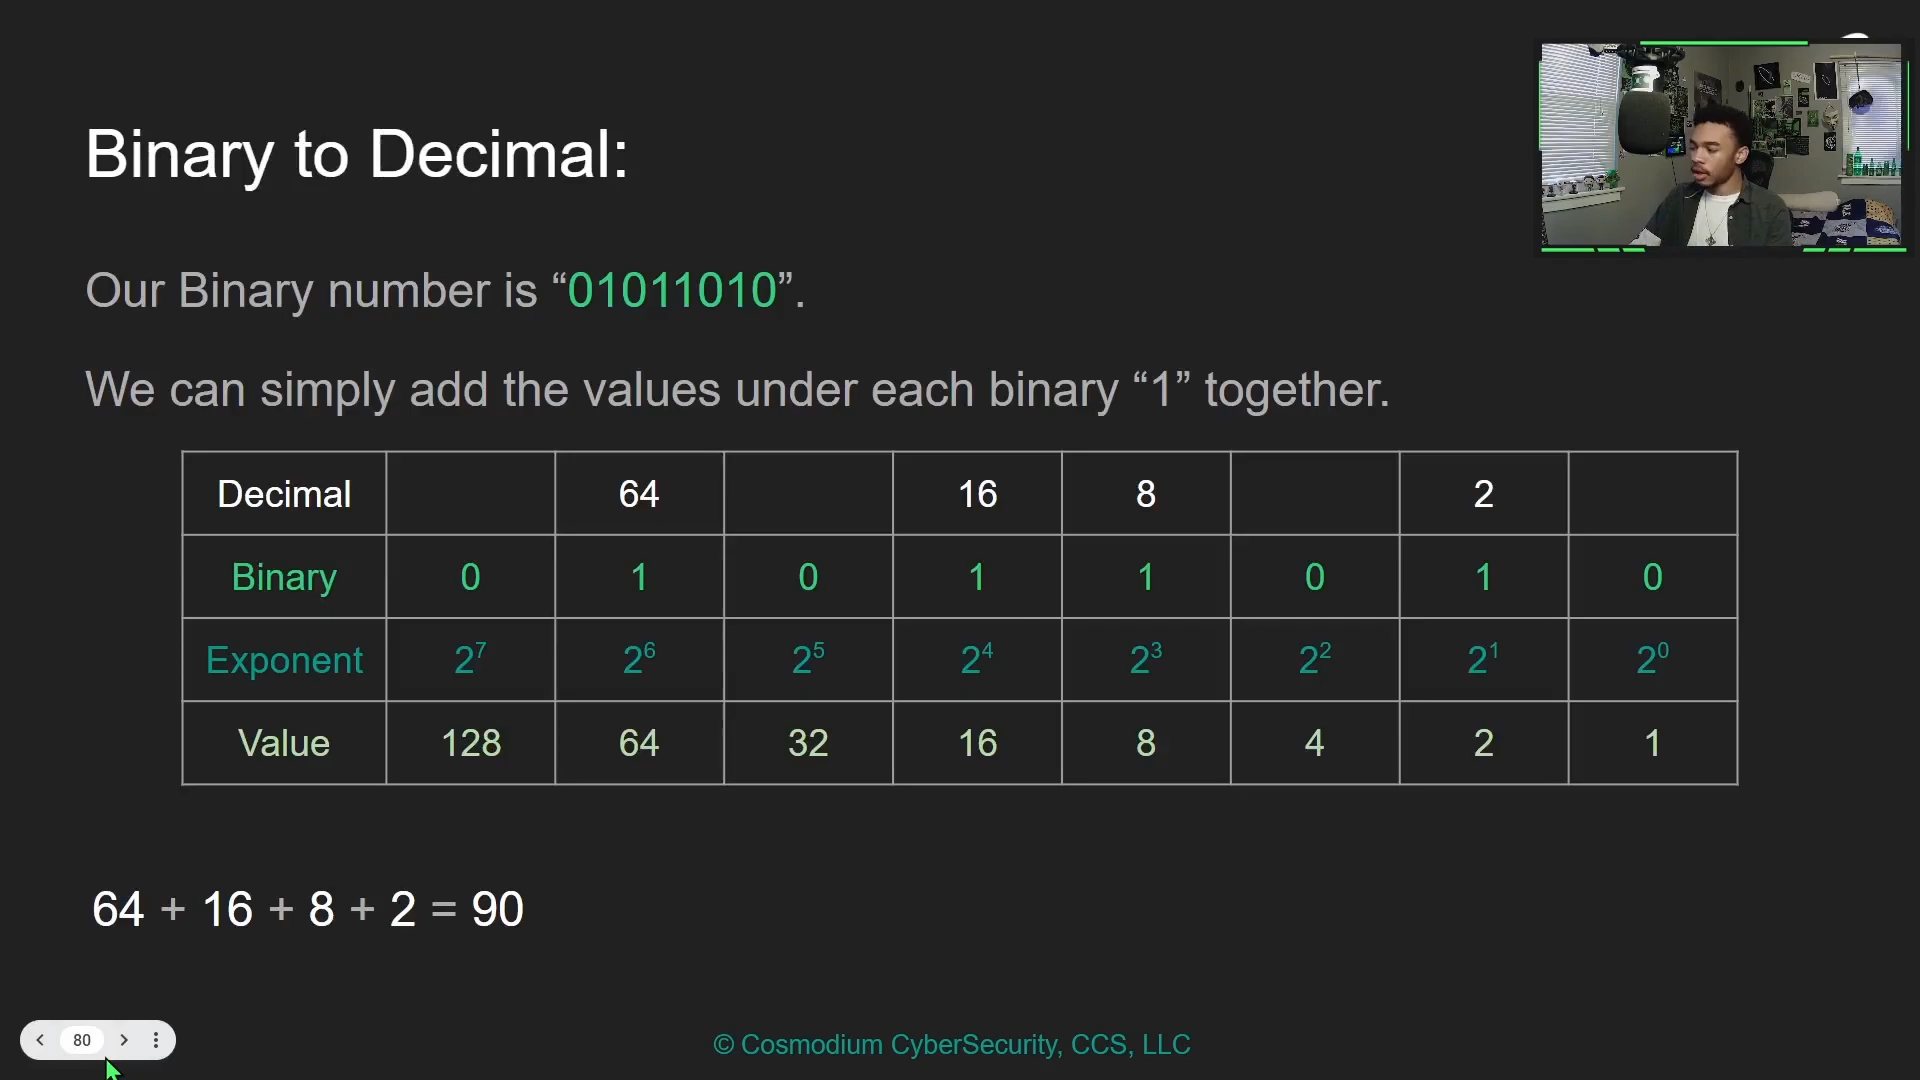 Binary to Decimal:
Our Binary number is “01011010”.
We can simply add the values under each binary “1” together.
Decimal 64 16 8 2
Binary 0 1 0 1 1 0 1 0
Exponent 2⁷ 2⁶ 2⁵ 2⁴ 2³ 2² 2¹ 2⁰
Value 128 64 32 16 8 4 2 1
64 + 16 + 8 + 2 = 90
80
© Cosmodium CyberSecurity, CCS, LLC